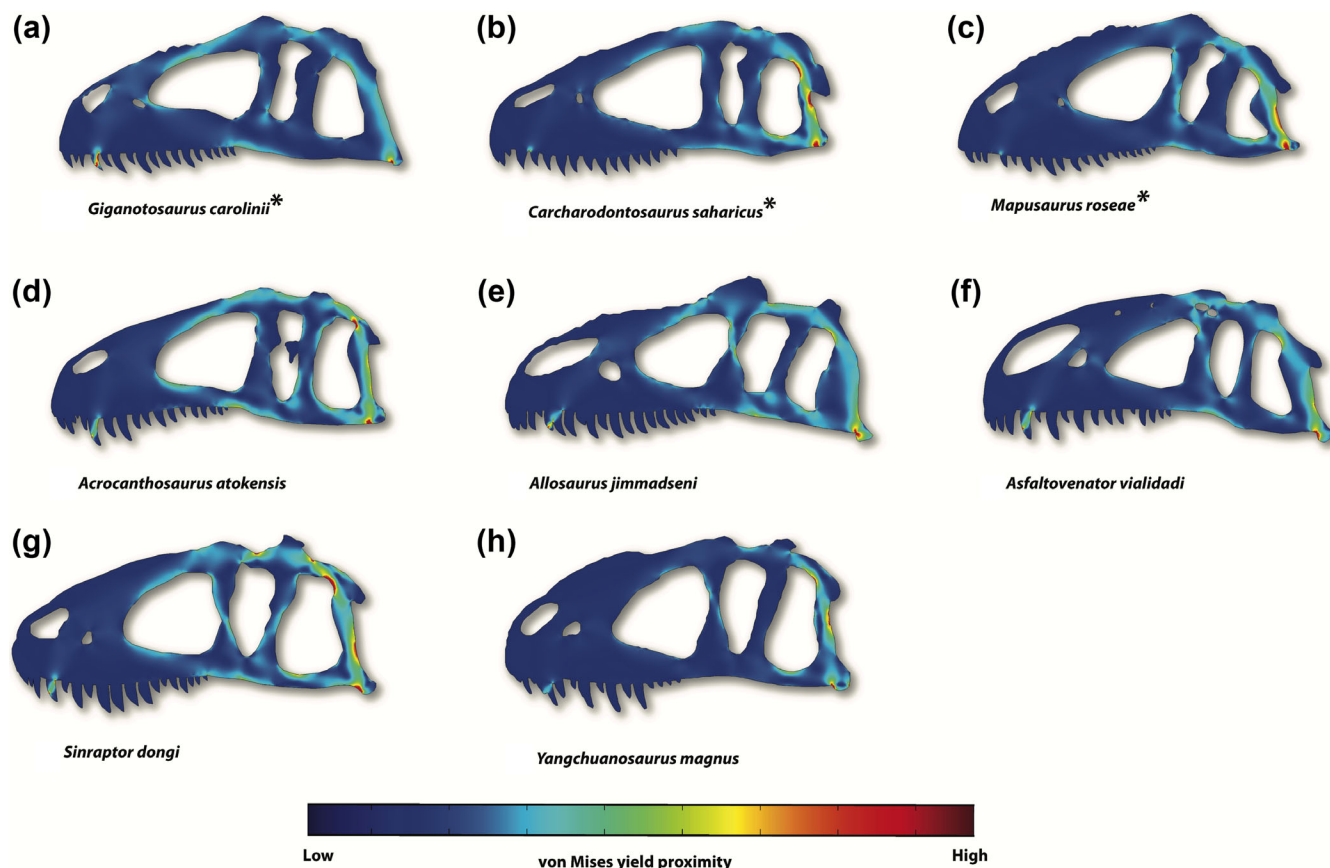 (a)
(b)
(c)
Giganotosaurus carolinii*
Carcharodontosaurus saharicus*
Mapusaurus roseae*
(d)
(e)
(f)
Acrocanthosaurus atokensis
Allosaurus jimmadseni
Asfaltovenator vialidadi
(g)
(h)
Sinraptor dongi
Yangchuanosaurus magnus
Low
von Mises yield proximity
High